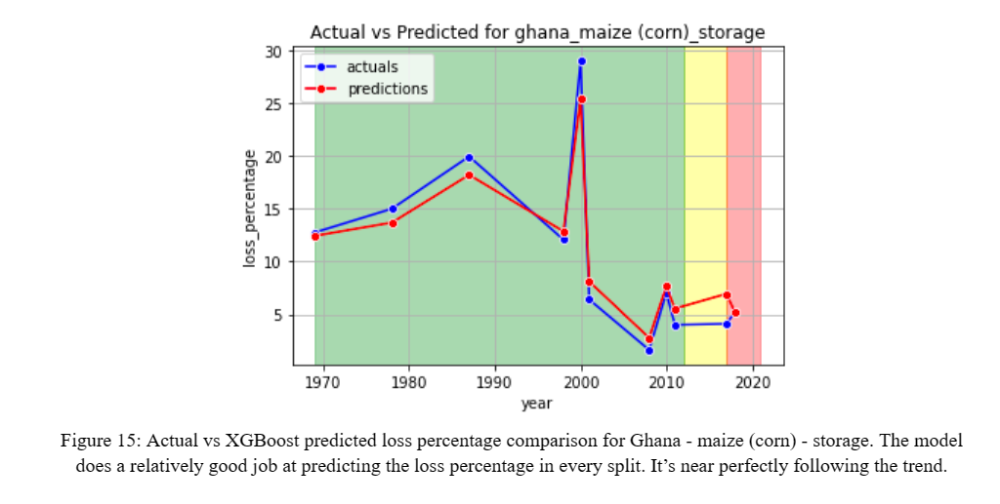 Actual vs Predicted for ghana_maize (corn)_storage
30
25
20
15
10
5
loss_percentage
actuals
predictions
1970 1980 1990 2000 2010 2020
year
Figure 15: Actual vs XGBoost predicted loss percentage comparison for Ghana - maize (corn) - storage. The model
does a relatively good job at predicting the loss percentage in every split. It’s near perfectly following the trend.